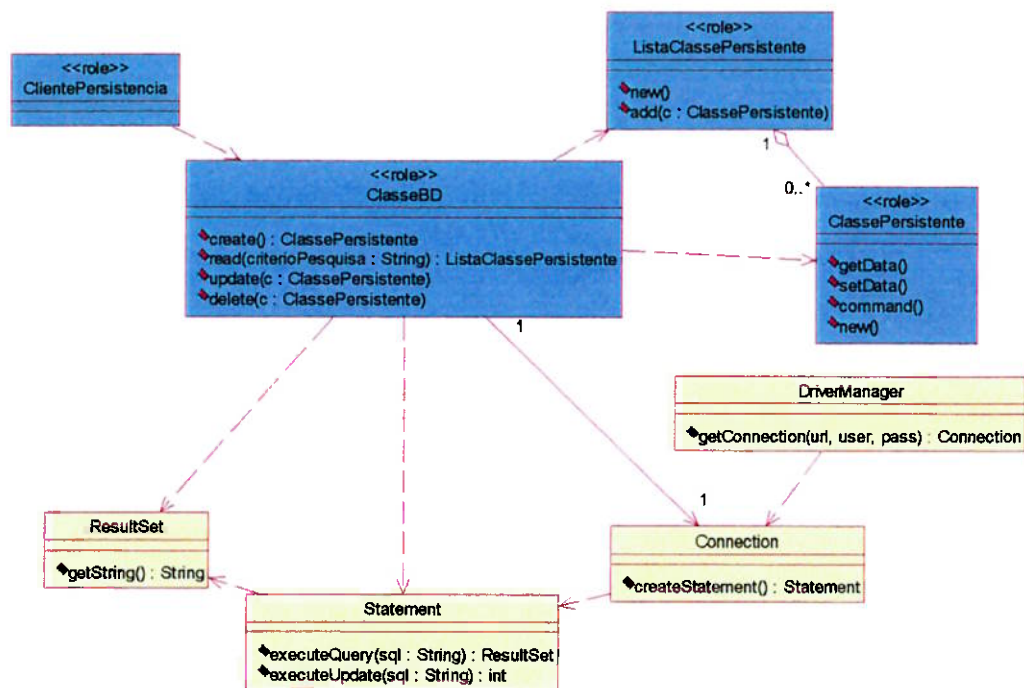 <<role>>
ListaClassePersistente
new()
add(c : ClassePersistente)
<<role>>
ClientePersistencia
1
0..*
<<role>>
ClasseBD
create() : ClassePersistente
read(criterioPesquisa : String) : ListaClassePersistente
update(c : ClassePersistente)
delete(c : ClassePersistente)
<<role>>
ClassePersistente
getData()
setData()
command()
new()
1
DriverManager
getConnection(url, user, pass) : Connection
1
ResultSet
getString() : String
Connection
createStatement() : Statement
Statement
executeQuery(sql : String) : ResultSet
executeUpdate(sql : String) : int